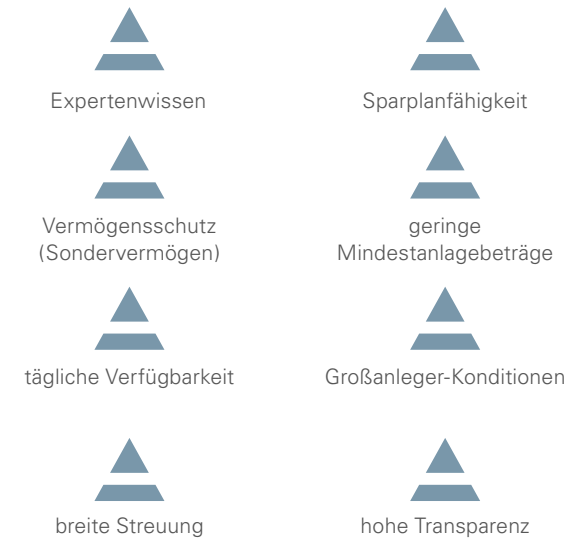 Expertenwissen
Sparplanfähigkeit
Vermögensschutz
(Sondervermögen)
geringe
Mindestanlagebeträge
tägliche Verfügbarkeit
Großanleger-Konditionen
breite Streuung
hohe Transparenz